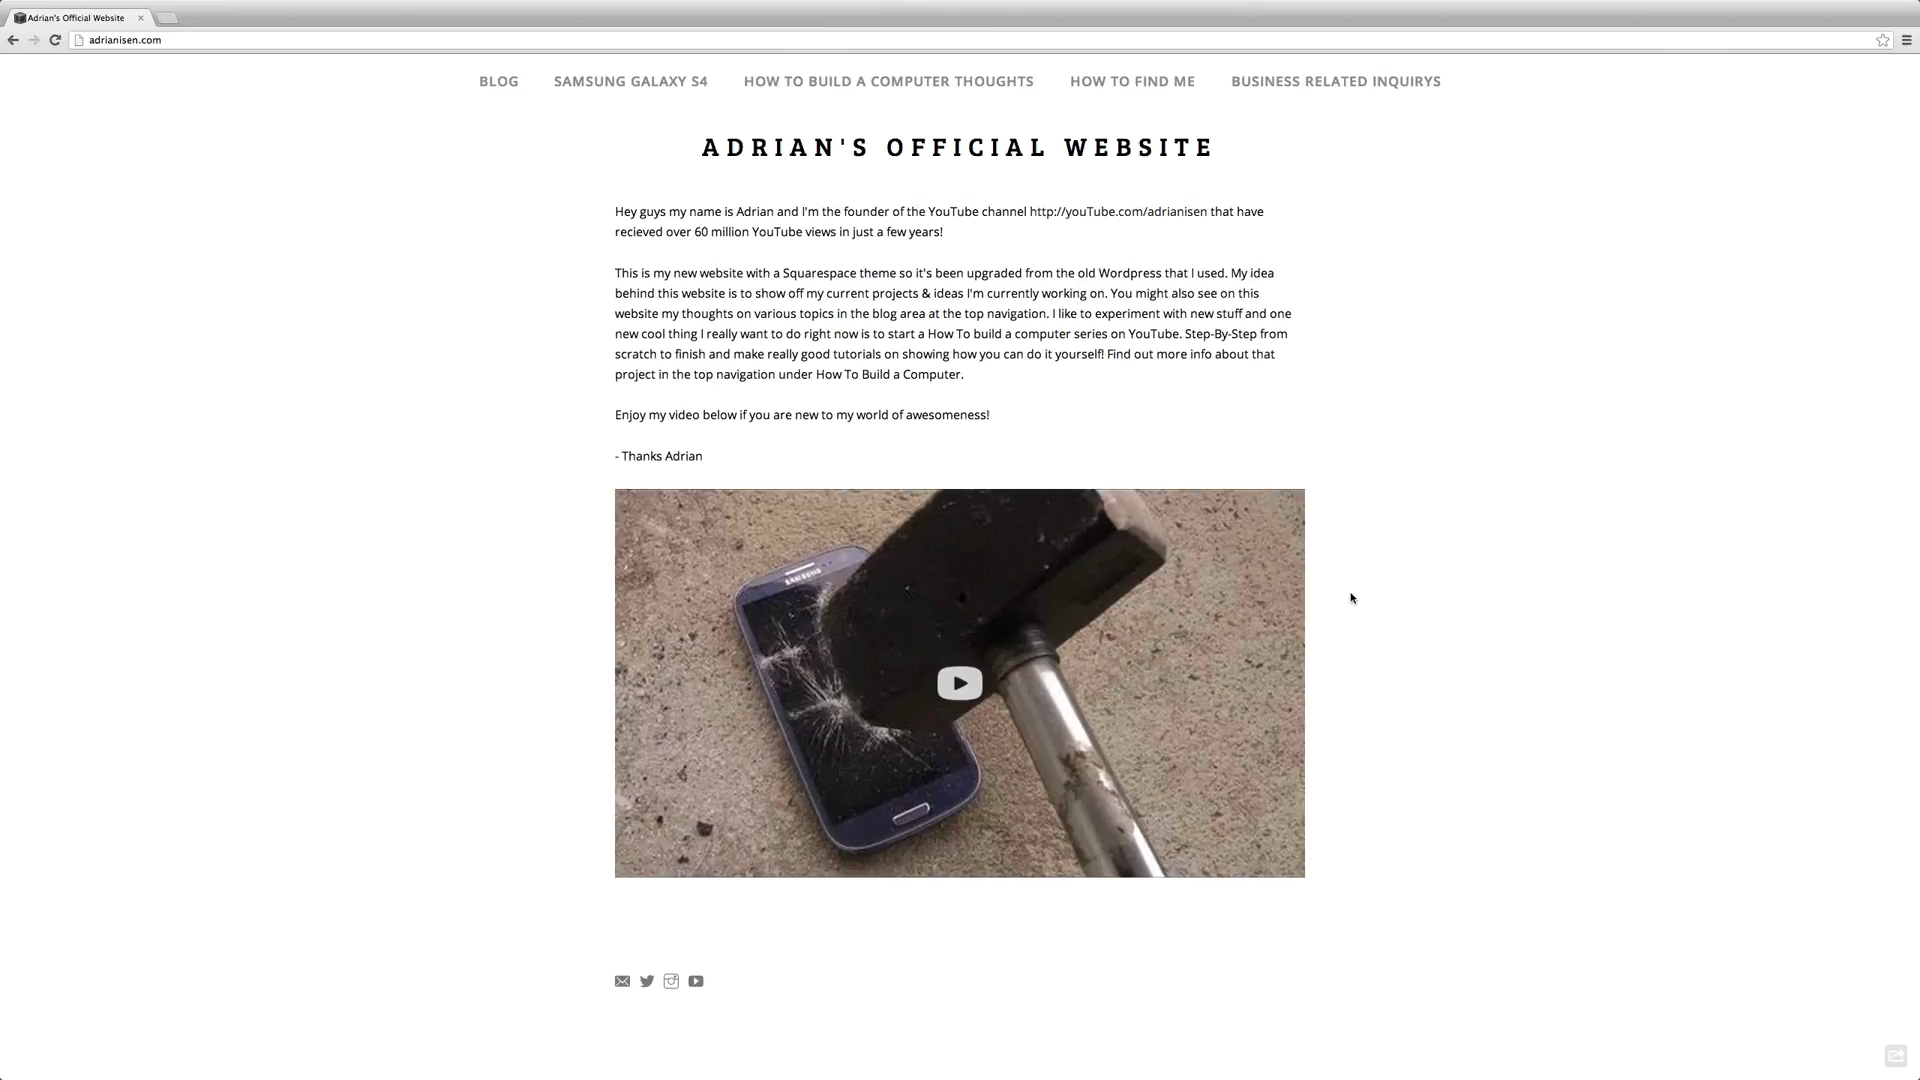 Adrian's Official Website
adrianisen.com
BLOG SAMSUNG GALAXY S4 HOW TO BUILD A COMPUTER THOUGHTS HOW TO FIND ME BUSINESS RELATED INQUIRYS
ADRIAN'S OFFICIAL WEBSITE
Hey guys my name is Adrian and I'm the founder of the YouTube channel http://youTube.com/adrianisen that have
recieved over 60 million YouTube views in just a few years!
This is my new website with a Squarespace theme so it's been upgraded from the old Wordpress that I used. My idea
behind this website is to show off my current projects & ideas I'm currently working on. You might also see on this
website my thoughts on various topics in the blog area at the top navigation. I like to experiment with new stuff and one
new cool thing I really want to do right now is to start a How To build a computer series on YouTube. Step-By-Step from
scratch to finish and make really good tutorials on showing how you can do it yourself! Find out more info about that
project in the top navigation under How To Build a Computer.
Enjoy my video below if you are new to my world of awesomeness!
- Thanks Adrian
SAMSUNG